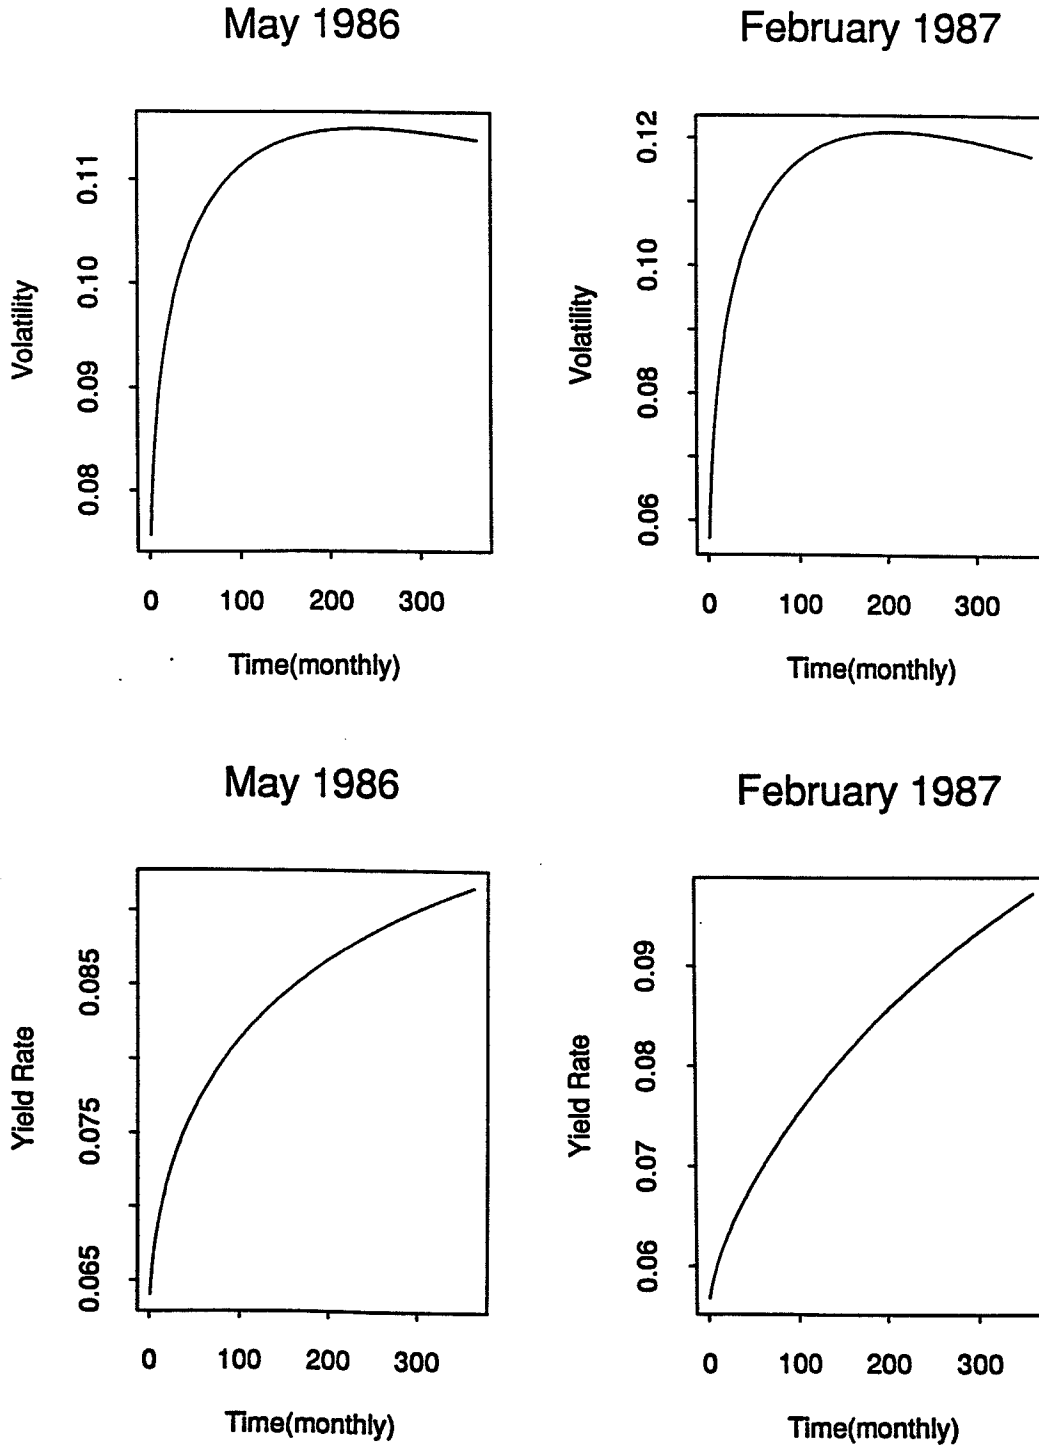 May 1986
February 1987
Volatility
0.11
0.10
0.09
0.08
0 100 200 300
Time(monthly)
Volatility
0.12
0.10
0.08
0.06
0 100 200 300
Time(monthly)
May 1986
February 1987
Yield Rate
0.085
0.075
0.065
0 100 200 300
Time(monthly)
Yield Rate
0.09
0.08
0.07
0.06
0 100 200 300
Time(monthly)